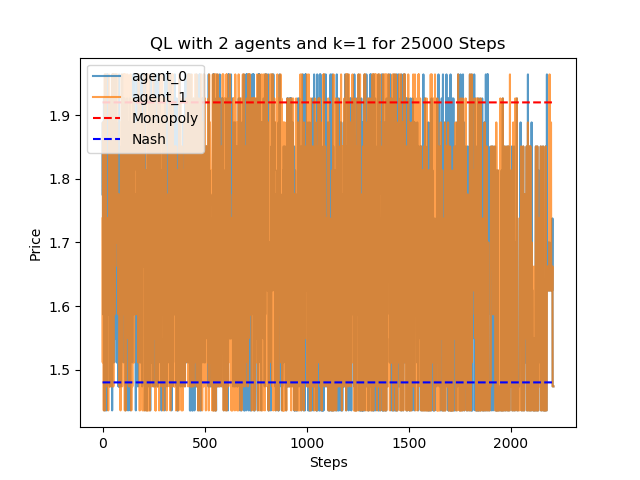 QL with 2 agents and k=1 for 25000 Steps
agent_0
agent_1
Monopoly
Nash
1.9
1.8
1.7
1.6
1.5
Price
0
500
1000
1500
2000
Steps